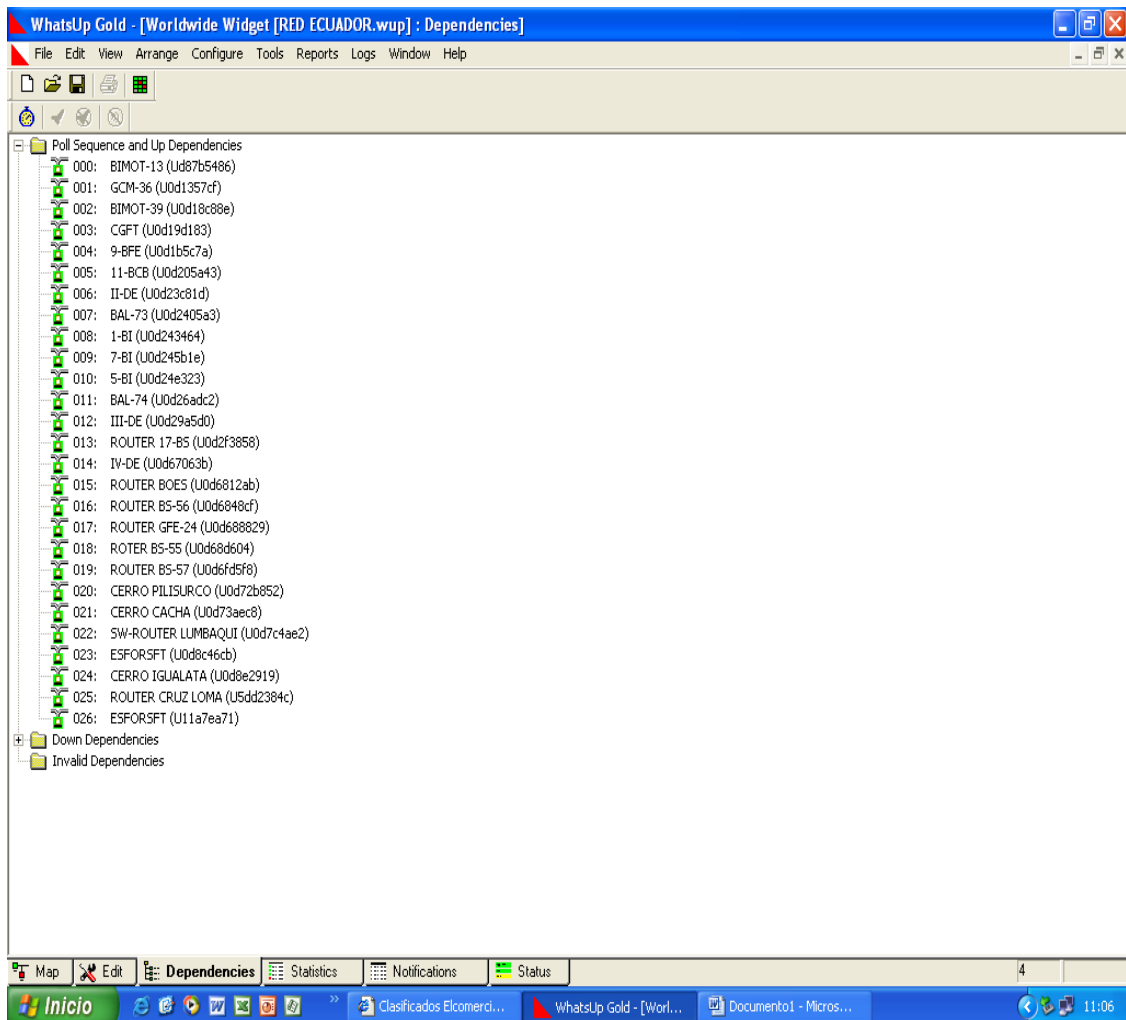 WhatsUp Gold - [Worldwide Widget [RED ECUADOR.wup] : Dependencies]
File Edit View Arrange Configure Tools Reports Logs Window Help
Poll Sequence and Up Dependencies
000: BIMOT-13 (Ud87b5486)
001: GCM-36 (U0d1357cf)
002: BIMOT-39 (U0d18c88e)
003: CGFT (U0d19d183)
004: 9-BFE (U0d1b5c7a)
005: 11-BCB (U0d205a43)
006: II-DE (U0d23c81d)
007: BAL-73 (U0d2405a3)
008: 1-BI (U0d243464)
009: 7-BI (U0d245b1e)
010: 5-BI (U0d24e323)
011: BAL-74 (U0d26adc2)
012: III-DE (U0d29a5d0)
013: ROUTER 17-BS (U0d2f3858)
014: IV-DE (U0d67063b)
015: ROUTER BOES (U0d6812ab)
016: ROUTER BS-56 (U0d6848cf)
017: ROUTER GFE-24 (U0d688829)
018: ROTER BS-55 (U0d68d604)
019: ROUTER BS-57 (U0d6fd5f8)
020: CERRO PILISURCO (U0d72b852)
021: CERRO CACHA (U0d73aec8)
022: SW-ROUTER LUMBAQUI (U0d7c4ae2)
023: ESFORSFT (U0d8c46cb)
024: CERRO IGUALATA (U0d8e2919)
025: ROUTER CRUZ LOMA (U5dd2384c)
026: ESFORSFT (U11a7ea71)
Down Dependencies
Invalid Dependencies
Map Edit Dependencies Statistics Notifications Status 4
Inicio Clasificados Elcomerci... WhatsUp Gold - [Worl... Documento1 - Micros... 11:06